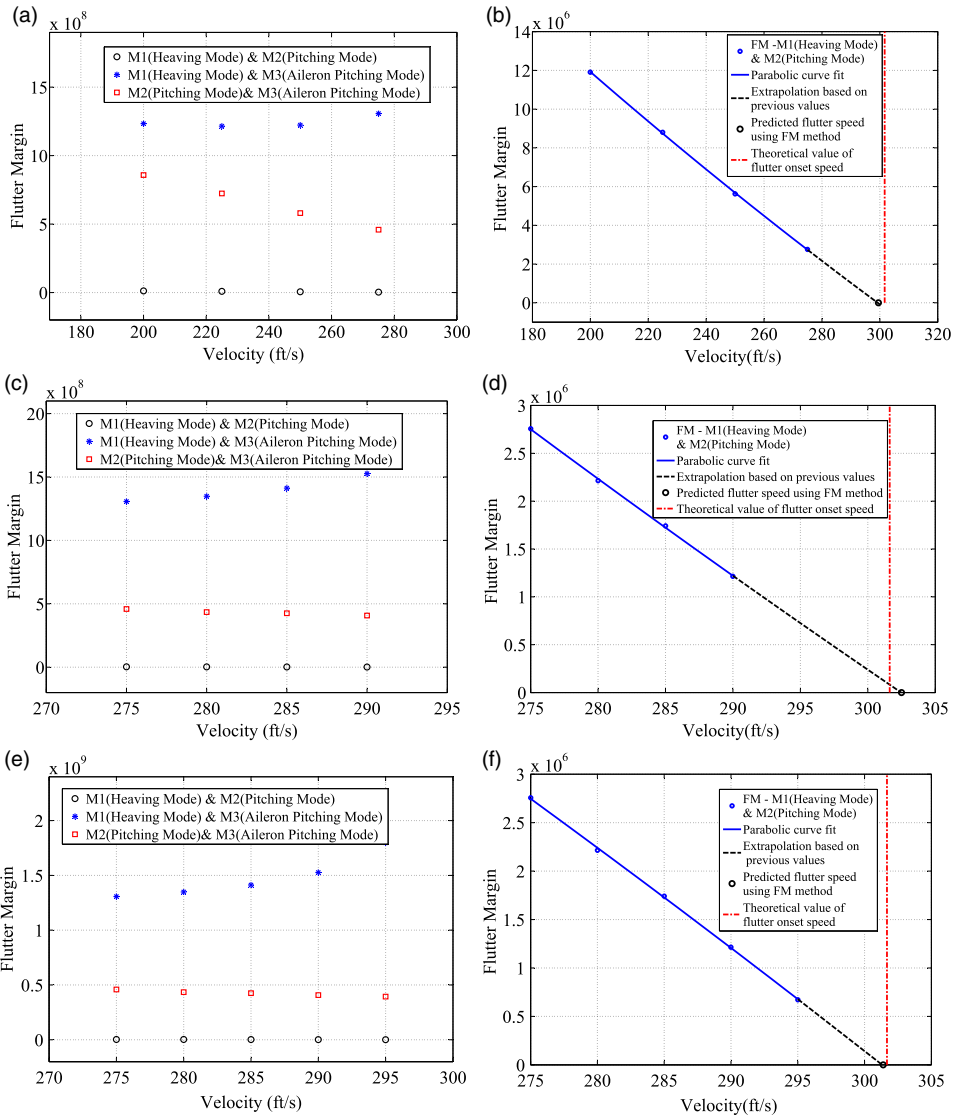 (a)
x 10^8
M1(Heaving Mode) & M2(Pitching Mode)
M1(Heaving Mode) & M3(Aileron Pitching Mode)
M2(Pitching Mode)& M3(Aileron Pitching Mode)
15
10
5
0
Flutter Margin
180 200 220 240 260 280 300
Velocity (ft/s)
(b)
x 10^6
FM -M1(Heaving Mode)
& M2(Pitching Mode)
Parabolic curve fit
Extrapolation based on
previous values
Predicted flutter speed
using FM method
Theoretical value of
flutter onset speed
14
12
10
8
6
4
2
0
Flutter Margin
180 200 220 240 260 280 300 320
Velocity(ft/s)
(c)
x 10^8
M1(Heaving Mode) & M2(Pitching Mode)
M1(Heaving Mode) & M3(Aileron Pitching Mode)
M2(Pitching Mode)& M3(Aileron Pitching Mode)
20
15
10
5
0
Flutter Margin
270 275 280 285 290 295
Velocity (ft/s)
(d)
x 10^6
FM - M1(Heaving Mode)
& M2(Pitching Mode)
Parabolic curve fit
Extrapolation based on previous values
Predicted flutter speed using FM method
Theoretical value of flutter onset speed
3
2.5
2
1.5
1
0.5
0
Flutter Margin
275 280 285 290 295 300 305
Velocity (ft/s)
(e)
x 10^9
M1(Heaving Mode) & M2(Pitching Mode)
M1(Heaving Mode) & M3(Aileron Pitching Mode)
M2(Pitching Mode)& M3(Aileron Pitching Mode)
2
1.5
1
0.5
0
Flutter Margin
270 275 280 285 290 295 300
Velocity (ft/s)
(f)
x 10^6
FM - M1(Heaving Mode)
& M2(Pitching Mode)
Parabolic curve fit
Extrapolation based on
previous values
Predicted flutter speed
using FM method
Theoretical value of
flutter onset speed
3
2.5
2
1.5
1
0.5
0
Flutter Margin
275 280 285 290 295 300 305
Velocity(ft/s)